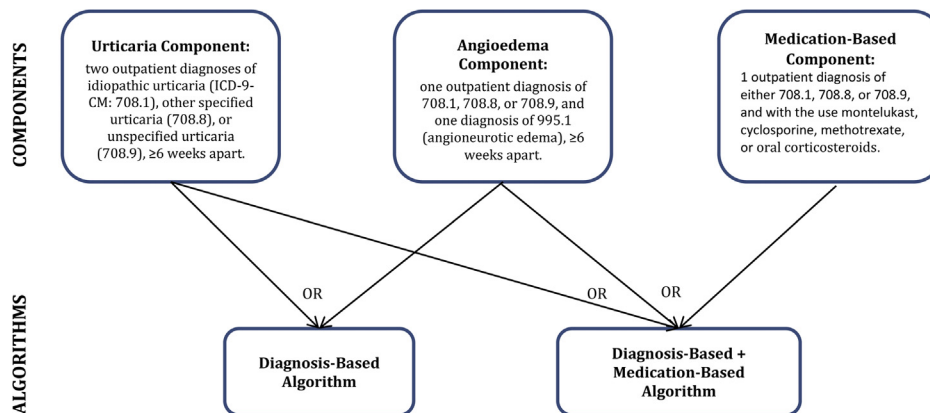 COMPONENTS
Urticaria Component:
two outpatient diagnoses of
idiopathic urticaria (ICD-9-
CM: 708.1), other specified
urticaria (708.8), or
unspecified urticaria
(708.9), ≥6 weeks apart.
Angioedema
Component:
one outpatient diagnosis of
708.1, 708.8, or 708.9, and
one diagnosis of 995.1
(angioneurotic edema), ≥6
weeks apart.
Medication-Based
Component:
1 outpatient diagnosis of
either 708.1, 708.8, or 708.9,
and with the use montelukast,
cyclosporine, methotrexate,
or oral corticosteroids.
OR
OR
OR
ALGORITHMS
Diagnosis-Based
Algorithm
Diagnosis-Based +
Medication-Based
Algorithm